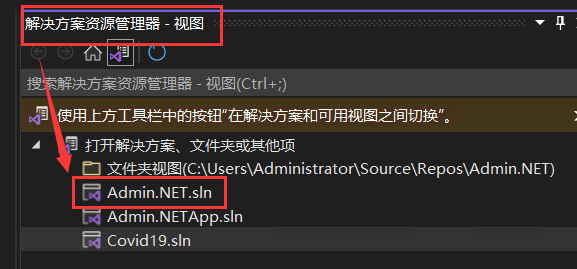 解决方案资源管理器 - 视图
搜索解决方案资源管理器 - 视图(Ctrl+;)
使用上方工具栏中的按钮“在解决方案和可用视图之间切换”。
打开解决方案、文件夹或其他项
文件夹视图(C:\Users\Administrator\Source\Repos\Admin.NET)
Admin.NET.sln
Admin.NETApp.sln
Covid19.sln